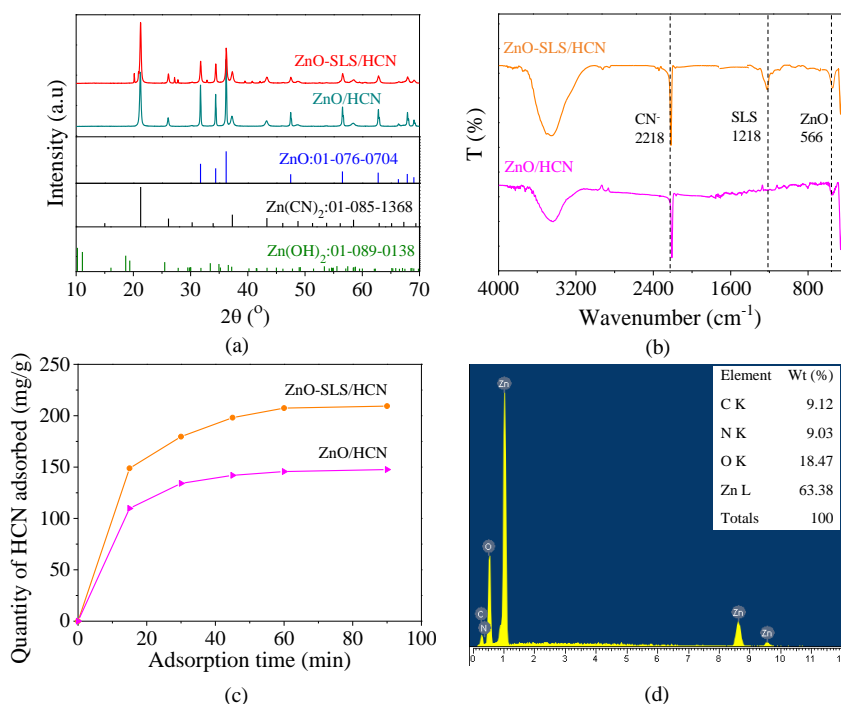 ZnO-SLS/HCN
ZnO/HCN
ZnO:01-076-0704
Zn(CN)2:01-085-1368
Zn(OH)2:01-089-0138
Intensity (a.u)
10 20 30 40 50 60 70
2θ (o)
(a)
ZnO-SLS/HCN
CN-
2218
SLS
1218
ZnO
566
ZnO/HCN
T (%)
4000 3200 2400 1600 800
Wavenumber (cm-1)
(b)
250
200
150
100
50
0
Quantity of HCN adsorbed (mg/g)
ZnO-SLS/HCN
ZnO/HCN
0 20 40 60 80 100
Adsorption time (min)
(c)
Zn
O
C
N
Zn
Zn
Element Wt (%)
C K 9.12
N K 9.03
O K 18.47
Zn L 63.38
Totals 100
0 1 2 3 4 5 6 7 8 9 10 11
(d)